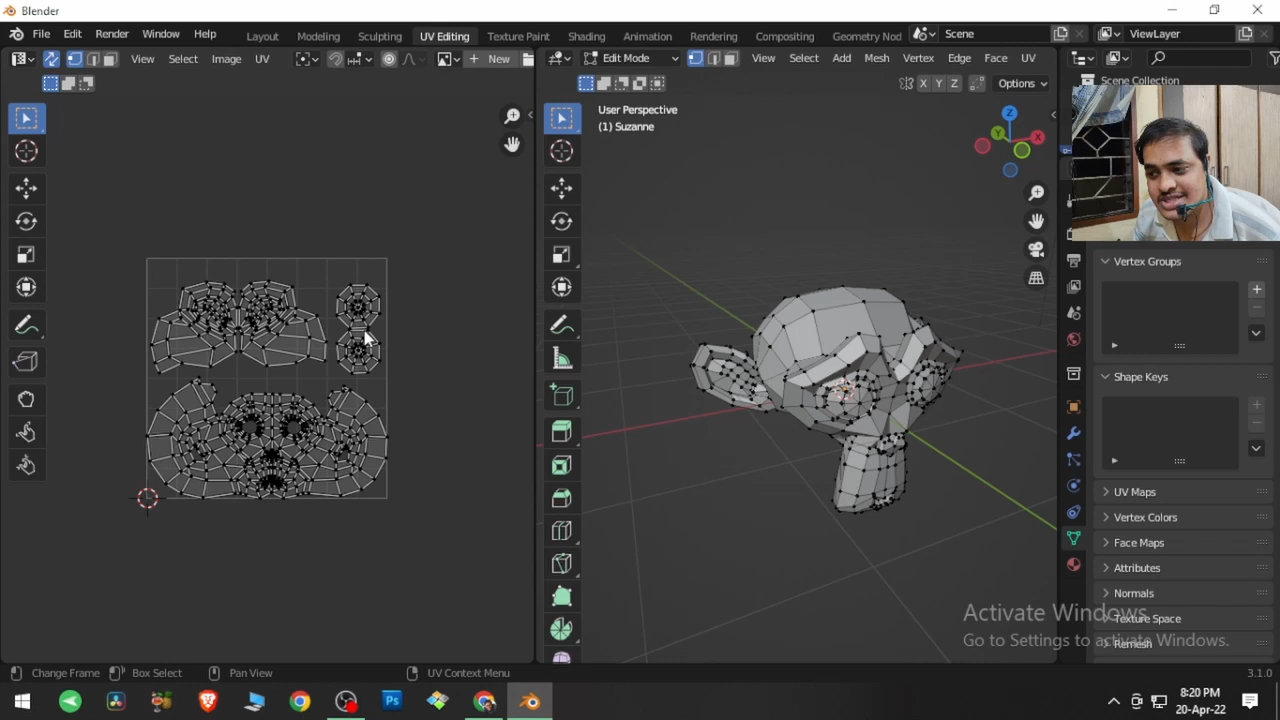 Blender
File Edit Render Window Help Layout Modeling Sculpting UV Editing Texture Paint Shading Animation Rendering Compositing Geometry Nod Scene ViewLayer
View Select Image UV New Edit Mode View Select Add Mesh Vertex Edge Face UV
X Y Z Options Scene Collection
User Perspective
(1) Suzanne
Z
Y X
Vertex Groups
Shape Keys
UV Maps
Vertex Colors
Face Maps
Attributes
Normals
Texture Space
Remesh
Activate Windows
Go to Settings to activate Windows.
Change Frame Box Select Pan View UV Context Menu 3.1.0
Ps 8:20 PM
20-Apr-22